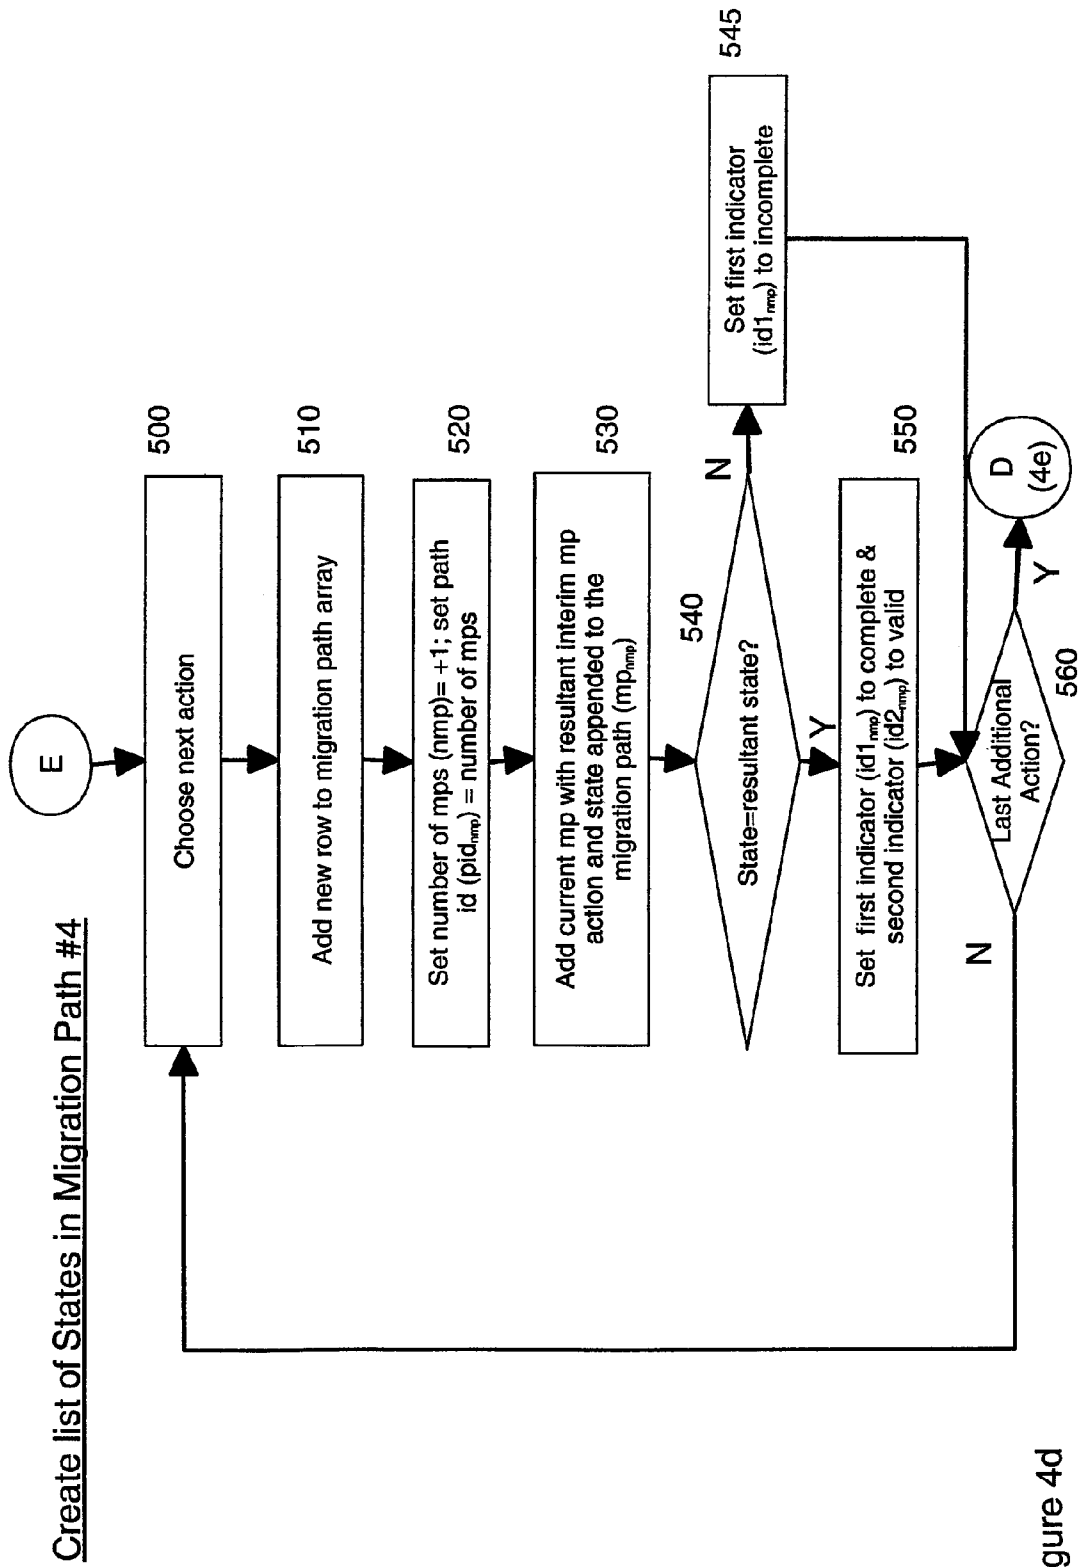 Create list of States in Migration Path #4
E
Choose next action
500
Add new row to migration path array
510
Set number of mps (nmp)= +1; set path
id (pid_nmp) = number of mps
520
Add current mp with resultant interim mp
action and state appended to the
migration path (mp_nmp)
530
State=resultant state?
540
N
Set first indicator
(id1_nmp) to incomplete
545
Y
Set first indicator (id1_nmp) to complete &
second indicator (id2_nmp) to valid
550
Last Additional
Action?
560
N
Y
D
(4e)
gure 4d